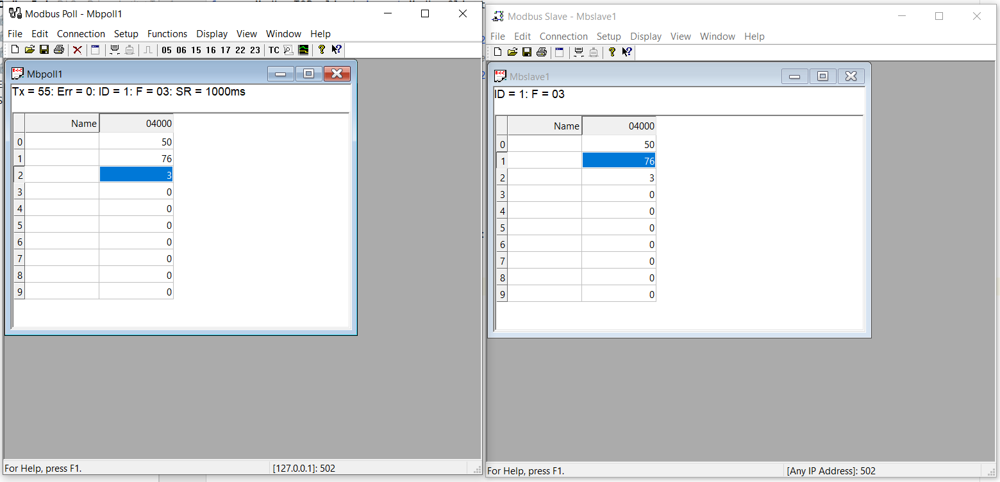 Modbus Poll - Mbpoll1
File Edit Connection Setup Functions Display View Window Help
05 06 15 16 17 22 23 TC
Mbpoll1
Tx = 55: Err = 0: ID = 1: F = 03: SR = 1000ms
Name 04000
0 50
1 76
2 3
3 0
4 0
5 0
6 0
7 0
8 0
9 0
For Help, press F1. [127.0.0.1]: 502
Modbus Slave - Mbslave1
File Edit Connection Setup Display View Window Help
Mbslave1
ID = 1: F = 03
Name 04000
0 50
1 76
2 3
3 0
4 0
5 0
6 0
7 0
8 0
9 0
For Help, press F1. [Any IP Address]: 502